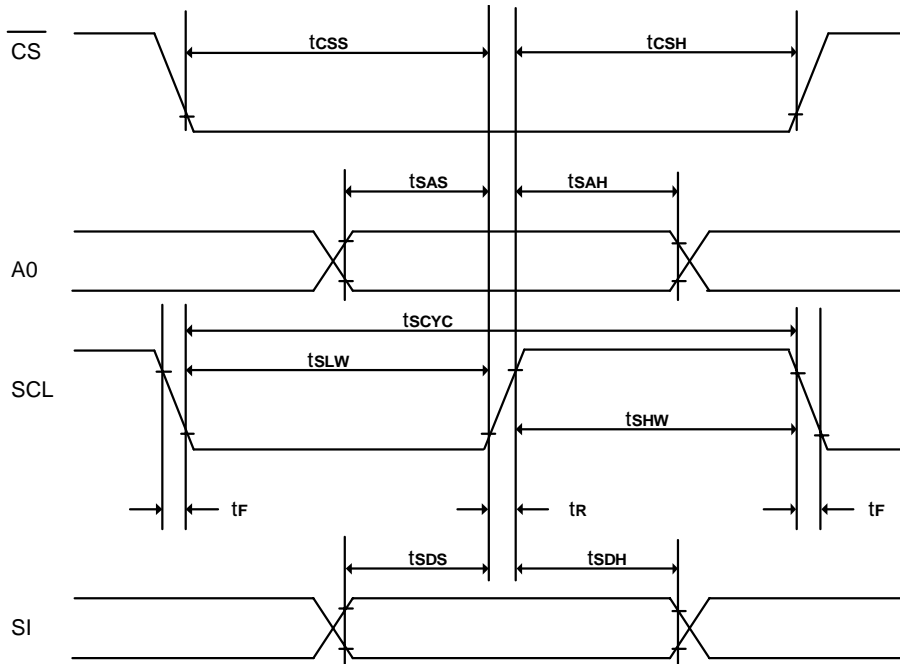 CS
tCSS
tCSH
tSAS
tSAH
A0
tSCYC
tSLW
SCL
tSHW
tF
tR
tF
tSDS
tSDH
SI